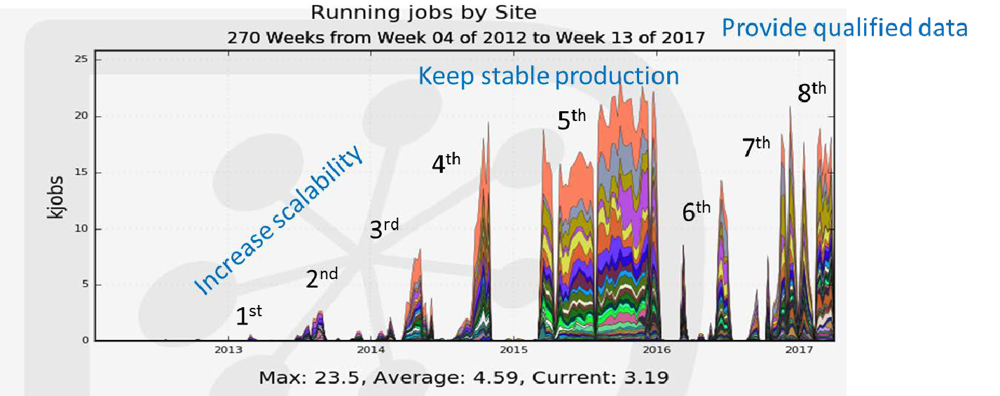 Running jobs by Site
270 Weeks from Week 04 of 2012 to Week 13 of 2017
Provide qualified data
Keep stable production
Increase scalability
kjobs
25
20
15
10
5
0
1st
2nd
3rd
4th
5th
6th
7th
8th
2013 2014 2015 2016 2017
Max: 23.5, Average: 4.59, Current: 3.19